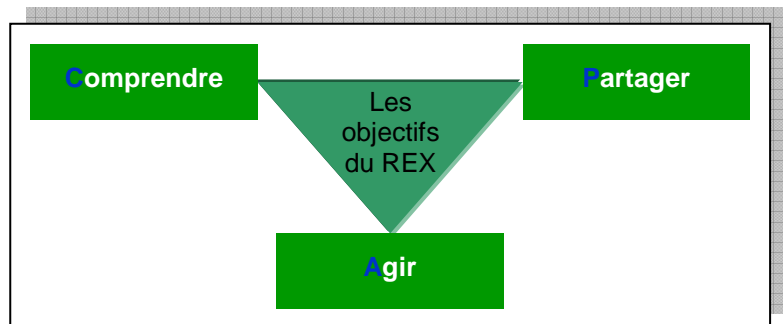 Comprendre
Partager
Les
objectifs
du REX
Agir